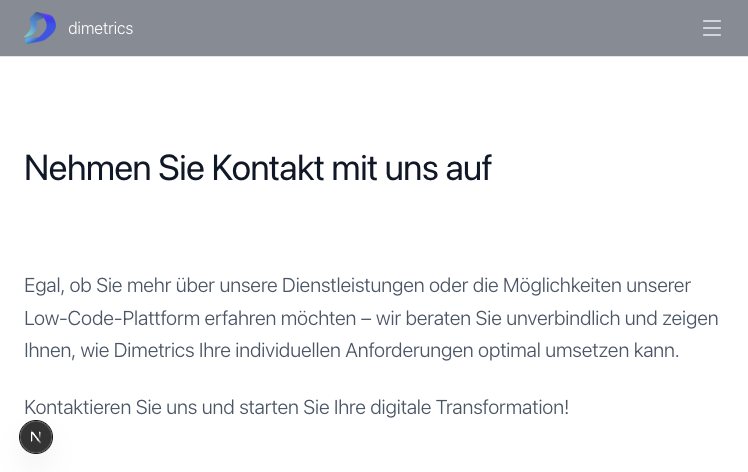 dimetrics
Nehmen Sie Kontakt mit uns auf
Egal, ob Sie mehr über unsere Dienstleistungen oder die Möglichkeiten unserer
Low-Code-Plattform erfahren möchten – wir beraten Sie unverbindlich und zeigen
Ihnen, wie Dimetrics Ihre individuellen Anforderungen optimal umsetzen kann.
Kontaktieren Sie uns und starten Sie Ihre digitale Transformation!
N